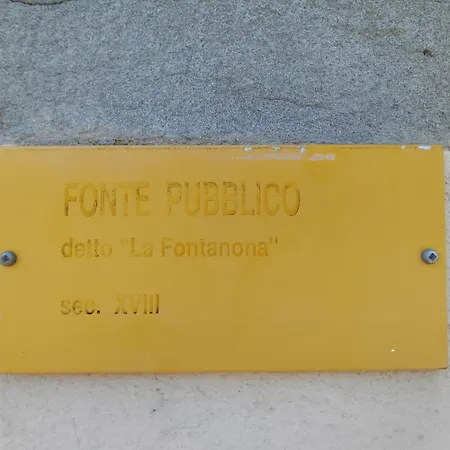 FONTE PUBBLICO
detto "La Fontanona"
sec. XVIII